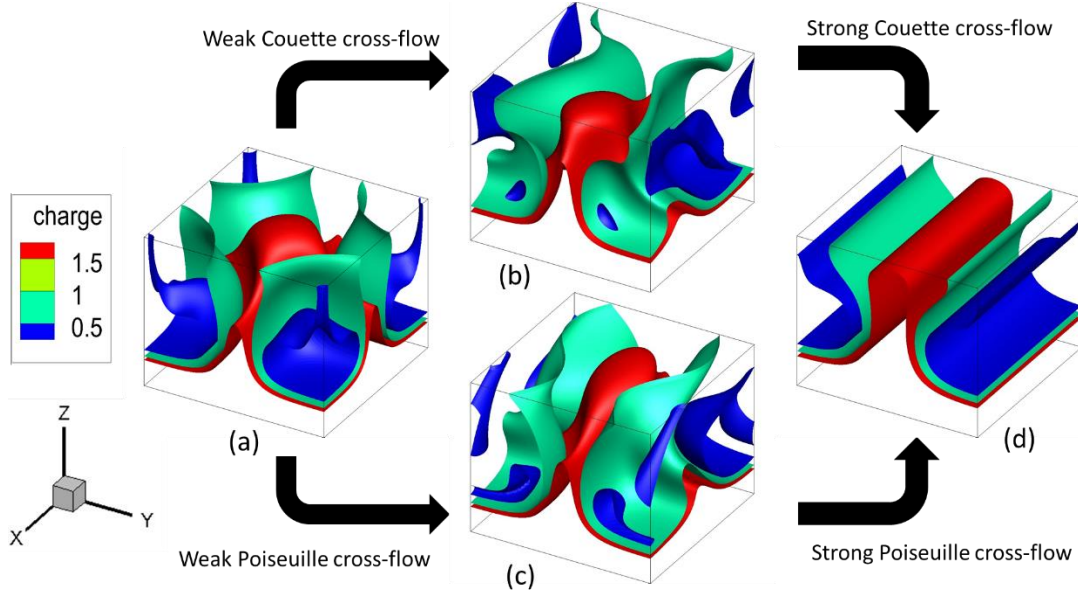 Weak Couette cross-flow
Strong Couette cross-flow
charge
1.5
1
0.5
(a)
(b)
(c)
(d)
Z
X
Y
Weak Poiseuille cross-flow
Strong Poiseuille cross-flow